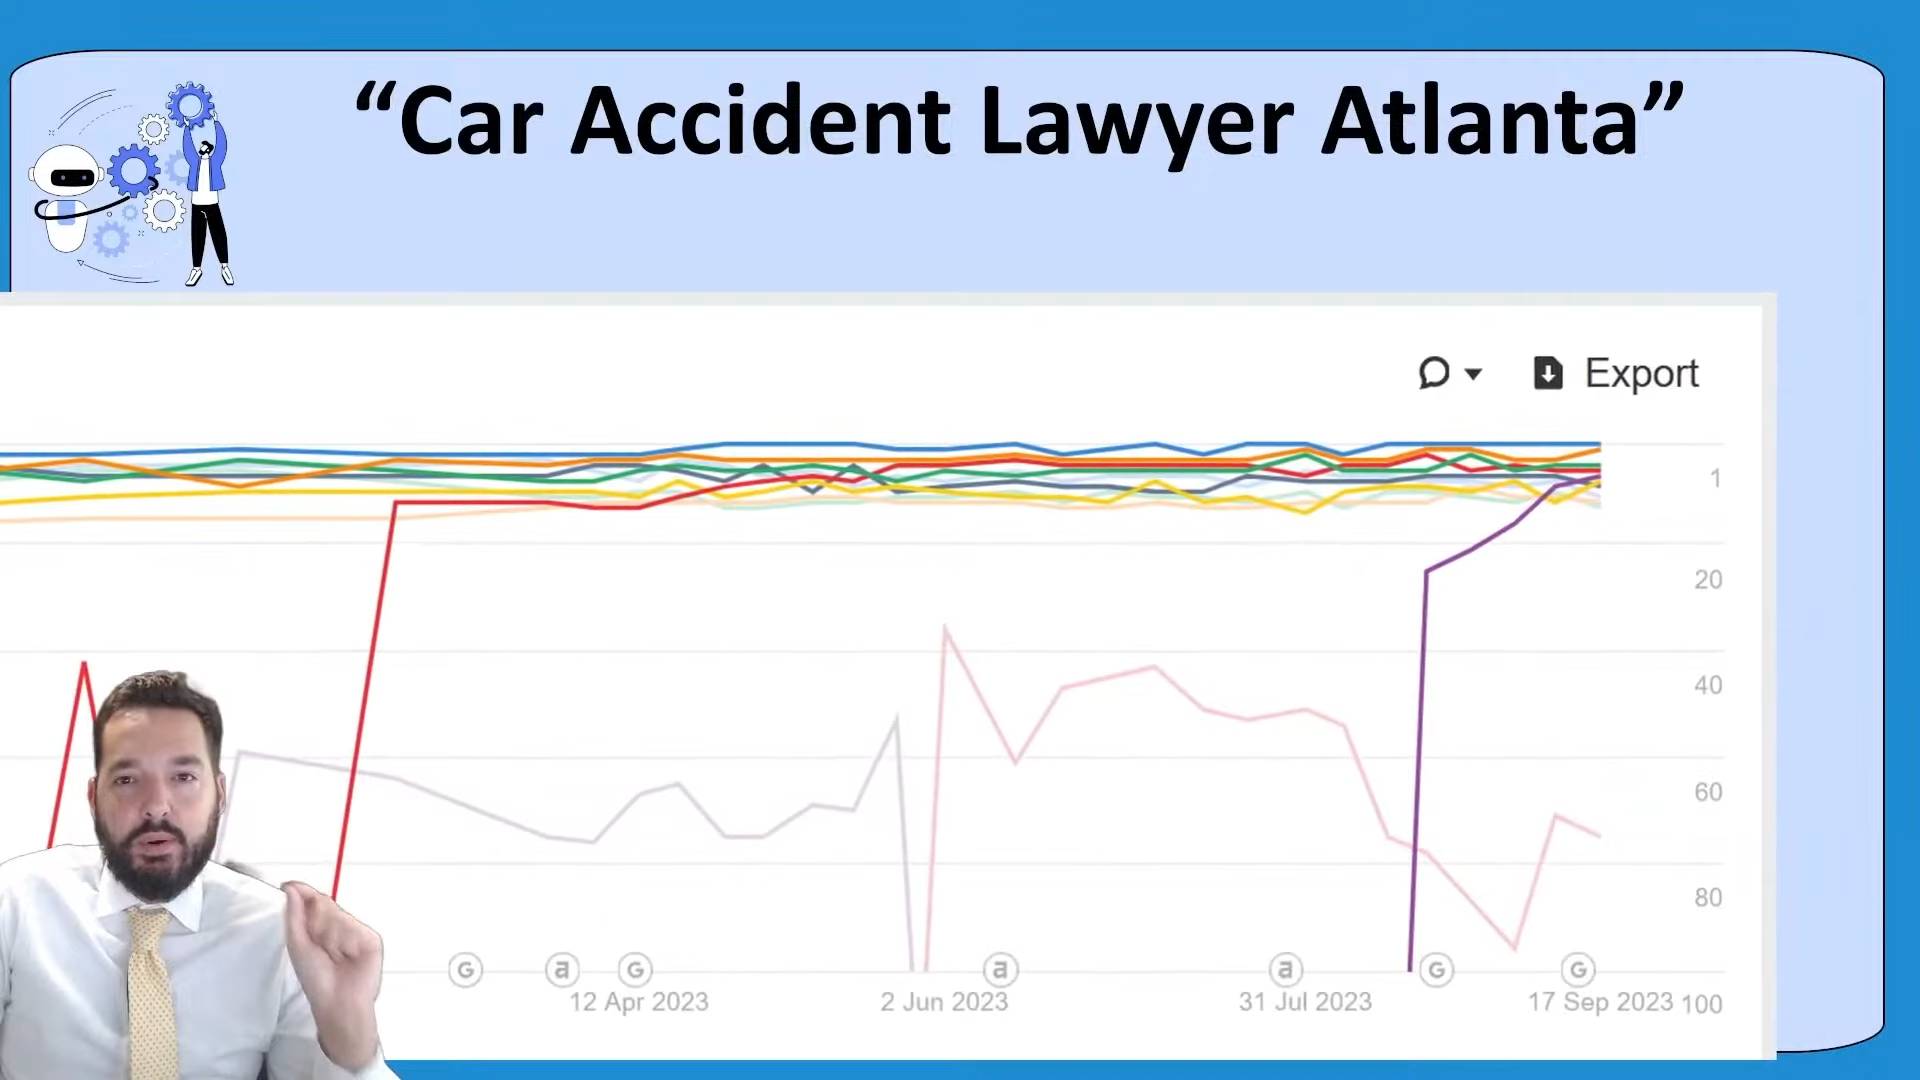 “Car Accident Lawyer Atlanta”
Export
1
20
40
60
80
G a G a a G G
12 Apr 2023 2 Jun 2023 31 Jul 2023 17 Sep 2023 100